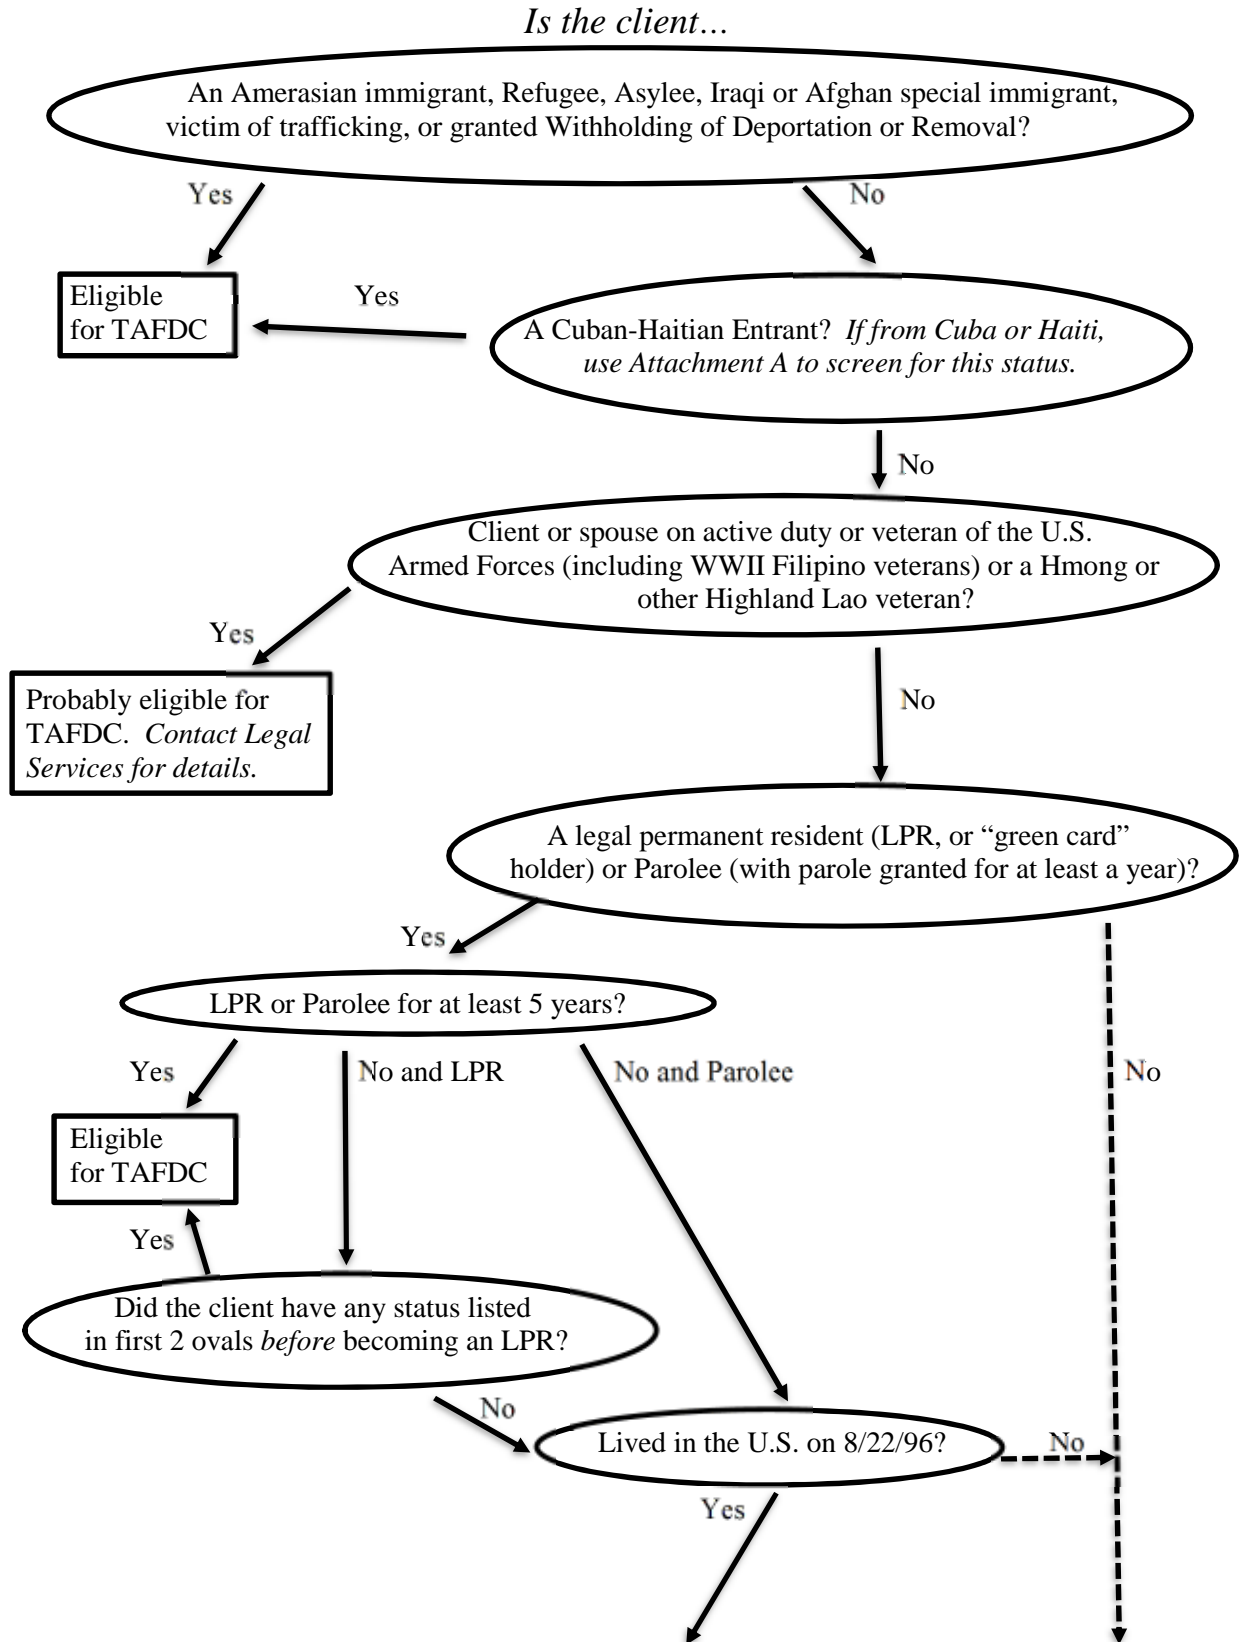 Is the client…
An Amerasian immigrant, Refugee, Asylee, Iraqi or Afghan special immigrant,
victim of trafficking, or granted Withholding of Deportation or Removal?
Yes
No
Eligible
for TAFDC
Yes
A Cuban-Haitian Entrant?  If from Cuba or Haiti,
use Attachment A to screen for this status.
No
Client or spouse on active duty or veteran of the U.S.
Armed Forces (including WWII Filipino veterans) or a Hmong or
other Highland Lao veteran?
Yes
Probably eligible for
TAFDC.  Contact Legal
Services for details.
No
A legal permanent resident (LPR, or “green card”
holder) or Parolee (with parole granted for at least a year)?
Yes
LPR or Parolee for at least 5 years?
Yes
No and LPR
No and Parolee
No
Eligible
for TAFDC
Yes
Did the client have any status listed
in first 2 ovals before becoming an LPR?
No
Lived in the U.S. on 8/22/96?
No
Yes